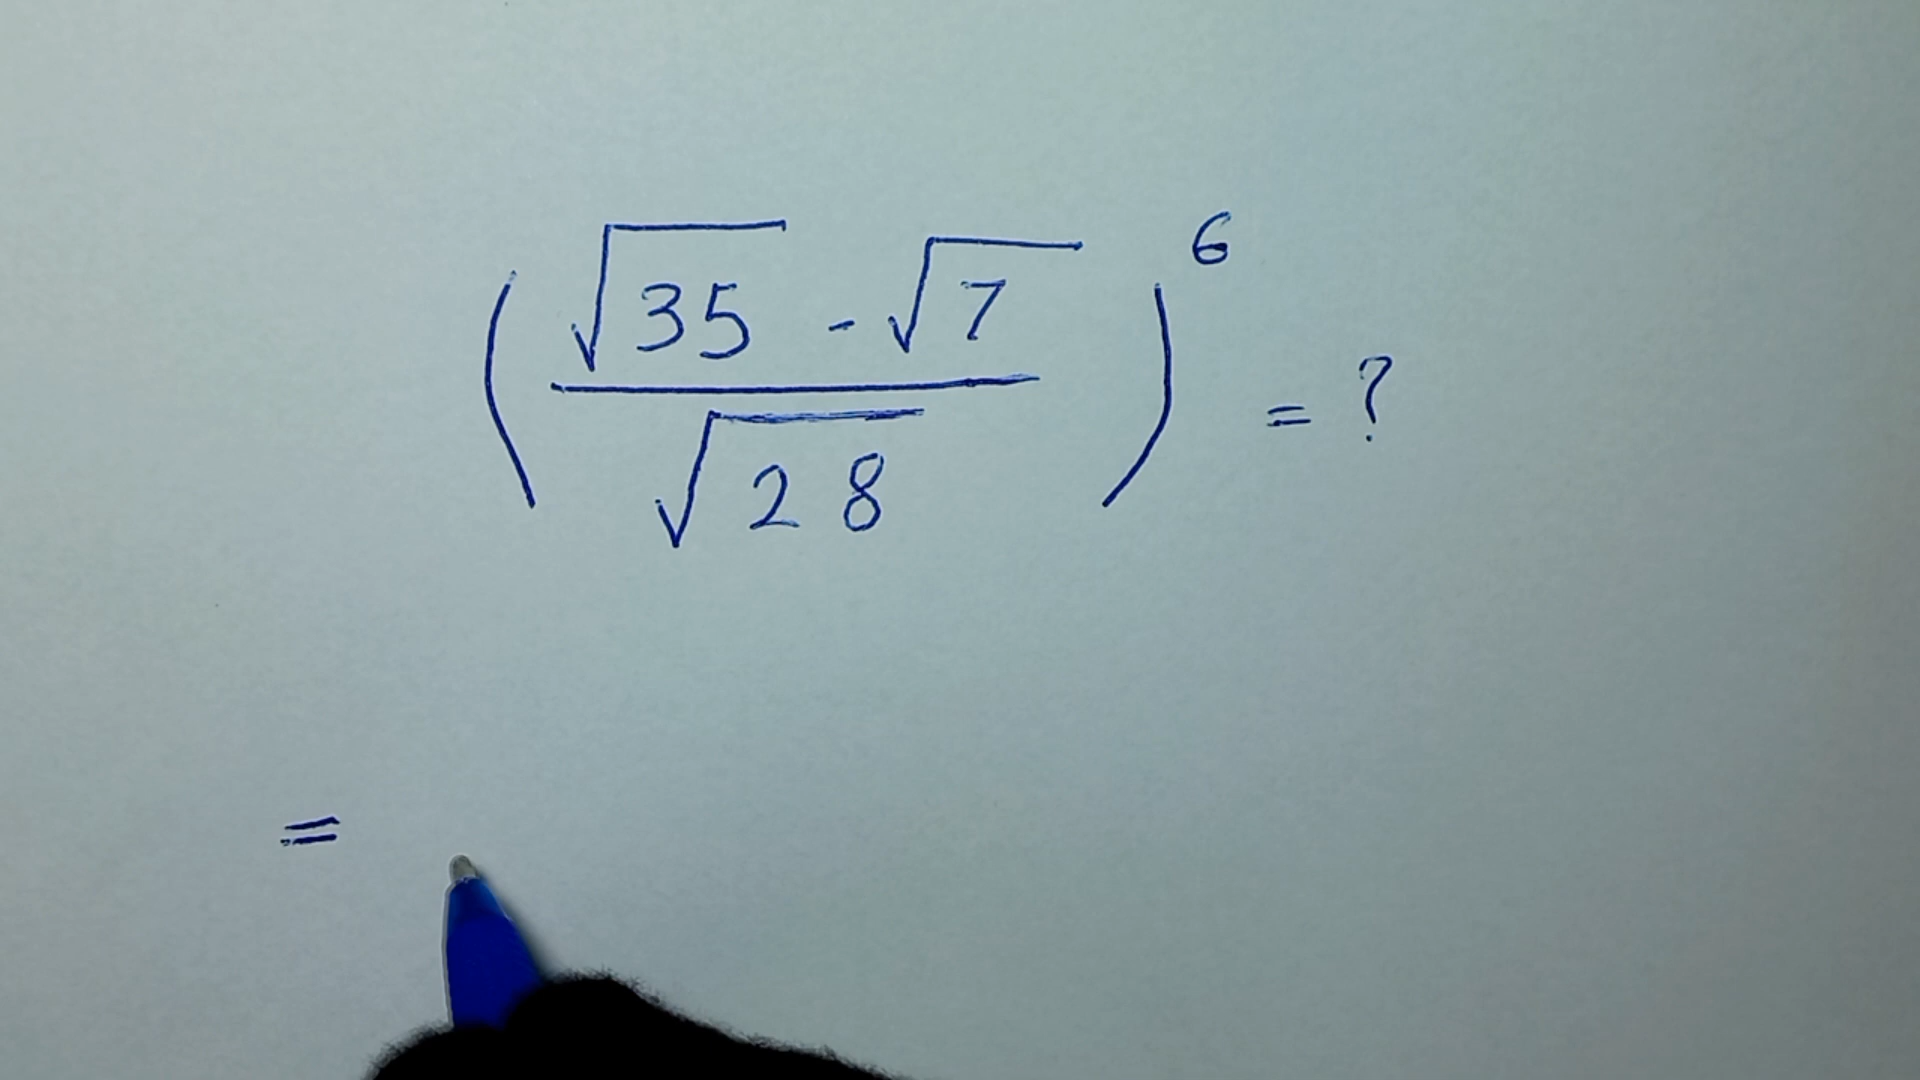 (√35 - √7 / √28)^6 = ?
=